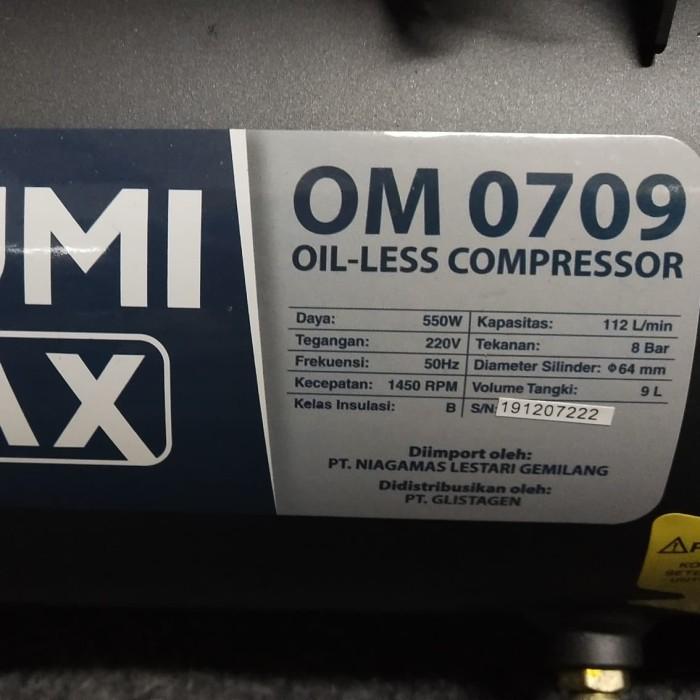 UMI
AX
OM 0709
OIL-LESS COMPRESSOR
Daya: 550W Kapasitas: 112 L/min
Tegangan: 220V Tekanan: 8 Bar
Frekuensi: 50Hz Diameter Silinder: Φ64 mm
Kecepatan: 1450 RPM Volume Tangki: 9 L
Kelas Insulasi: B S/N: 191207222
Diimport oleh:
PT. NIAGAMAS LESTARI GEMILANG
Didistribusikan oleh:
PT. GLISTAGEN